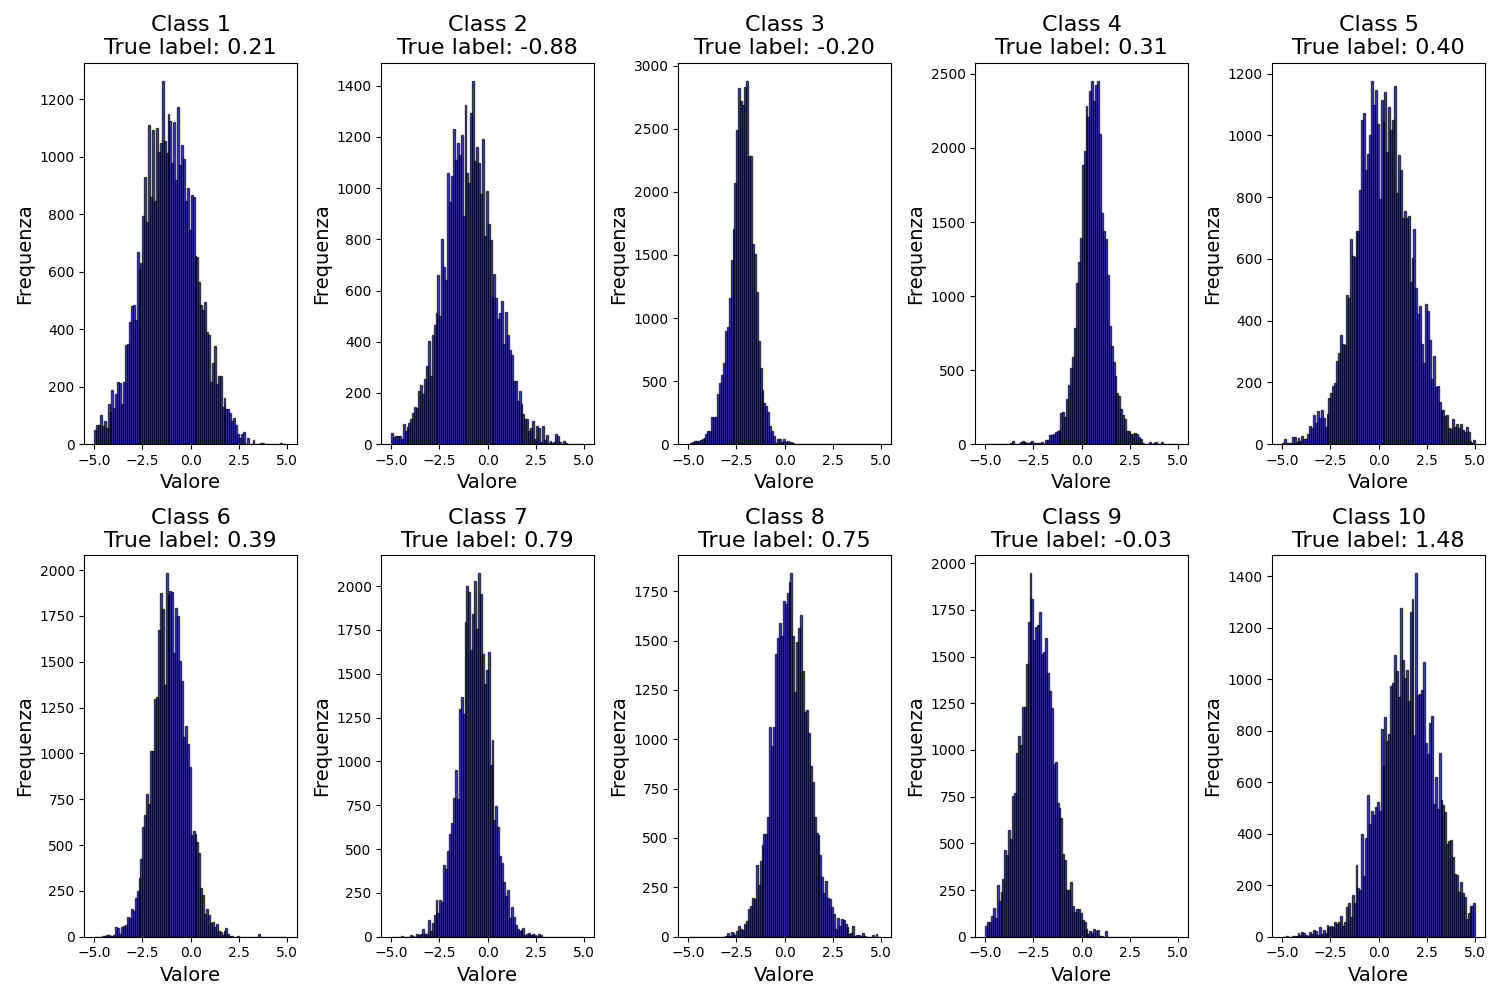 Class 1
True label: 0.21
Class 2
True label: -0.88
Class 3
True label: -0.20
Class 4
True label: 0.31
Class 5
True label: 0.40
Frequenza
1200
1000
800
600
400
200
0
−5.0 −2.5 0.0 2.5 5.0
Valore
Frequenza
1400
1200
1000
800
600
400
200
0
−5.0 −2.5 0.0 2.5 5.0
Valore
Frequenza
3000
2500
2000
1500
1000
500
0
−5.0 −2.5 0.0 2.5 5.0
Valore
Frequenza
2500
2000
1500
1000
500
0
−5.0 −2.5 0.0 2.5 5.0
Valore
Frequenza
1200
1000
800
600
400
200
0
−5.0 −2.5 0.0 2.5 5.0
Valore
Class 6
True label: 0.39
Class 7
True label: 0.79
Class 8
True label: 0.75
Class 9
True label: -0.03
Class 10
True label: 1.48
Frequenza
2000
1750
1500
1250
1000
750
500
250
0
−5.0 −2.5 0.0 2.5 5.0
Valore
Frequenza
2000
1750
1500
1250
1000
750
500
250
0
−5.0 −2.5 0.0 2.5 5.0
Valore
Frequenza
1750
1500
1250
1000
750
500
250
0
−5.0 −2.5 0.0 2.5 5.0
Valore
Frequenza
2000
1750
1500
1250
1000
750
500
250
0
−5.0 −2.5 0.0 2.5 5.0
Valore
Frequenza
1400
1200
1000
800
600
400
200
0
−5.0 −2.5 0.0 2.5 5.0
Valore